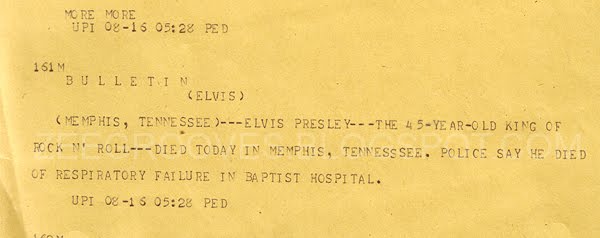 MORE MORE
UPI 08-16 05:28 PED
161M
B U L L E T I N
(ELVIS)
(MEMPHIS, TENNESSEE)---ELVIS PRESLEY---THE 45-YEAR-OLD KING OF
ROCK N' ROLL---DIED TODAY IN MEMPHIS, TENNESSSEE. POLICE SAY HE DIED
OF RESPIRATORY FAILURE IN BAPTIST HOSPITAL.
UPI 08-16 05:28 PED